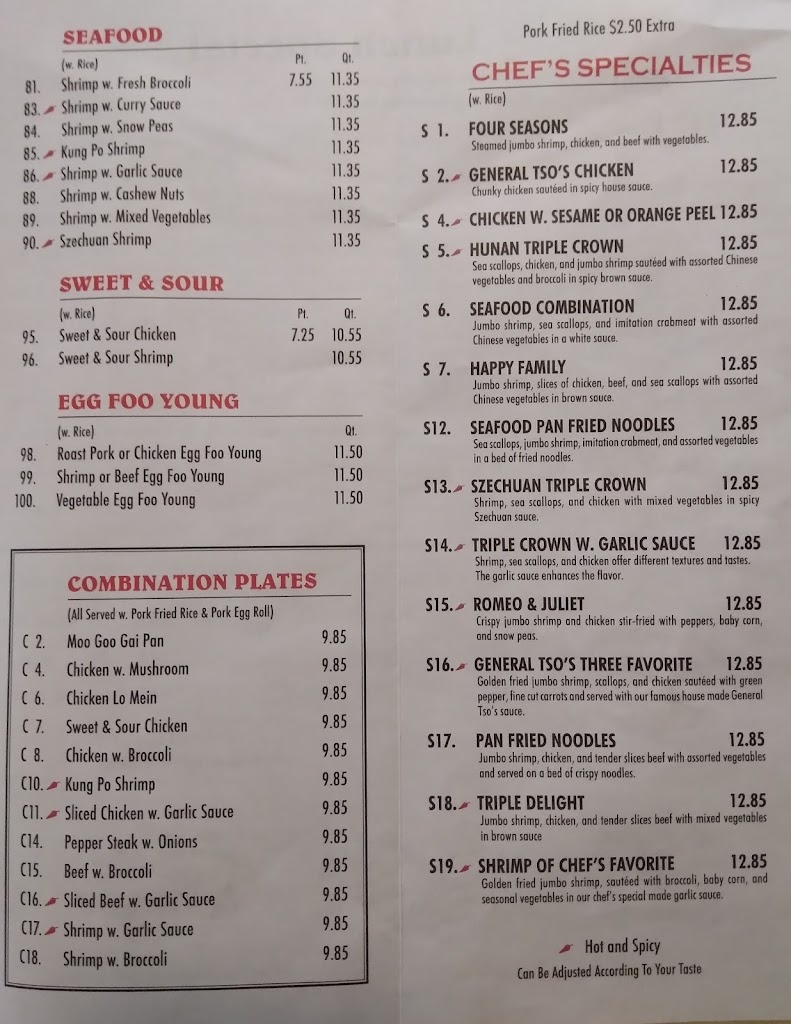 SEAFOOD
(w. Rice) Pt. Qt.
81. Shrimp w. Fresh Broccoli 7.55 11.35
83. Shrimp w. Curry Sauce 11.35
84. Shrimp w. Snow Peas 11.35
85. Kung Po Shrimp 11.35
86. Shrimp w. Garlic Sauce 11.35
88. Shrimp w. Cashew Nuts 11.35
89. Shrimp w. Mixed Vegetables 11.35
90. Szechuan Shrimp 11.35
SWEET & SOUR
(w. Rice) Pt. Qt.
95. Sweet & Sour Chicken 7.25 10.55
96. Sweet & Sour Shrimp 10.55
EGG FOO YOUNG
(w. Rice) Qt.
98. Roast Pork or Chicken Egg Foo Young 11.50
99. Shrimp or Beef Egg Foo Young 11.50
100. Vegetable Egg Foo Young 11.50
COMBINATION PLATES
(All Served w. Pork Fried Rice & Pork Egg Roll)
C 2. Moo Goo Gai Pan 9.85
C 4. Chicken w. Mushroom 9.85
C 6. Chicken Lo Mein 9.85
C 7. Sweet & Sour Chicken 9.85
C 8. Chicken w. Broccoli 9.85
C10. Kung Po Shrimp 9.85
C11. Sliced Chicken w. Garlic Sauce 9.85
C14. Pepper Steak w. Onions 9.85
C15. Beef w. Broccoli 9.85
C16. Sliced Beef w. Garlic Sauce 9.85
C17. Shrimp w. Garlic Sauce 9.85
C18. Shrimp w. Broccoli 9.85
Pork Fried Rice $2.50 Extra
CHEF'S SPECIALTIES
(w. Rice)
S 1. FOUR SEASONS 12.85
Steamed jumbo shrimp, chicken, and beef with vegetables.
S 2. GENERAL TSO'S CHICKEN 12.85
Chunky chicken sautéed in spicy house sauce.
S 4. CHICKEN W. SESAME OR ORANGE PEEL 12.85
S 5. HUNAN TRIPLE CROWN 12.85
Sea scallops, chicken, and jumbo shrimp sautéed with assorted Chinese
vegetables and broccoli in spicy brown sauce.
S 6. SEAFOOD COMBINATION 12.85
Jumbo shrimp, sea scallops, and imitation crabmeat with assorted
Chinese vegetables in a white sauce.
S 7. HAPPY FAMILY 12.85
Jumbo shrimp, slices of chicken, beef, and sea scallops with assorted
Chinese vegetables in brown sauce.
S12. SEAFOOD PAN FRIED NOODLES 12.85
Sea scallops, jumbo shrimp, imitation crabmeat, and assorted vegetables
in a bed of fried noodles.
S13. SZECHUAN TRIPLE CROWN 12.85
Shrimp, sea scallops, and chicken with mixed vegetables in spicy
Szechuan sauce.
S14. TRIPLE CROWN W. GARLIC SAUCE 12.85
Shrimp, sea scallops, and chicken offer different textures and tastes.
The garlic sauce enhances the flavor.
S15. ROMEO & JULIET 12.85
Crispy jumbo shrimp and chicken stir-fried with peppers, baby corn,
and snow peas.
S16. GENERAL TSO'S THREE FAVORITE 12.85
Golden fried jumbo shrimp, scallops, and chicken sautéed with green
pepper, fine cut carrots and served with our famous house made General
Tso's sauce.
S17. PAN FRIED NOODLES 12.85
Jumbo shrimp, chicken, and tender slices beef with assorted vegetables
and served on a bed of crispy noodles.
S18. TRIPLE DELIGHT 12.85
Jumbo shrimp, chicken, and tender slices beef with mixed vegetables
in brown sauce
S19. SHRIMP OF CHEF'S FAVORITE 12.85
Golden fried jumbo shrimp, sautéed with broccoli, baby corn, and
seasonal vegetables in our chef's special made garlic sauce.
Hot and Spicy
Can Be Adjusted According To Your Taste